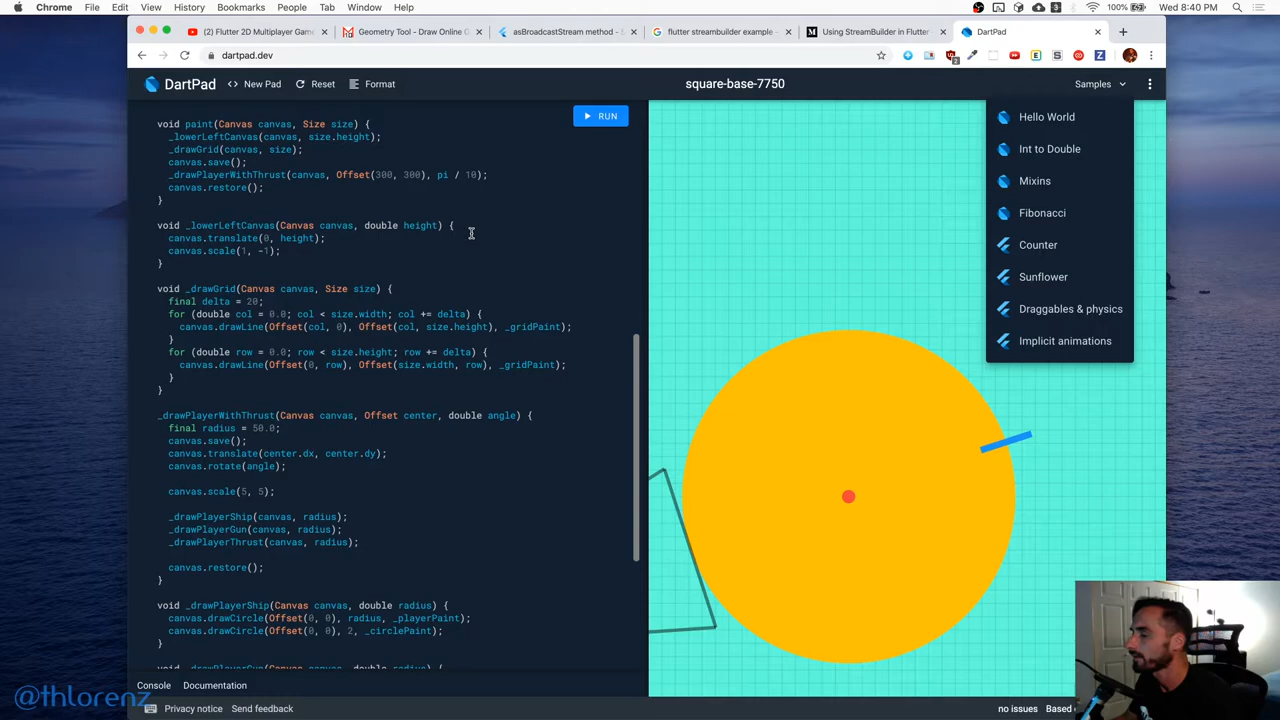 Chrome File Edit View History Bookmarks People Tab Window Help 3 100% Wed 8:40 PM
(2) Flutter 2D Multiplayer Gam
Geometry Tool - Draw Online G
asBroadcastStream method - S
flutter streambuilder example -
Using StreamBuilder in Flutter -
DartPad
dartpad.dev
2
DartPad <> New Pad Reset Format square-base-7750 Samples
RUN
void paint(Canvas canvas, Size size) {
_lowerLeftCanvas(canvas, size.height);
_drawGrid(canvas, size);
canvas.save();
_drawPlayerWithThrust(canvas, Offset(300, 300), pi / 10);
canvas.restore();
}
void _lowerLeftCanvas(Canvas canvas, double height) {
canvas.translate(0, height);
canvas.scale(1, -1);
}
void _drawGrid(Canvas canvas, Size size) {
final delta = 20;
for (double col = 0.0; col < size.width; col += delta) {
canvas.drawLine(Offset(col, 0), Offset(col, size.height), _gridPaint);
}
for (double row = 0.0; row < size.height; row += delta) {
canvas.drawLine(Offset(0, row), Offset(size.width, row), _gridPaint);
}
}
_drawPlayerWithThrust(Canvas canvas, Offset center, double angle) {
final radius = 50.0;
canvas.save();
canvas.translate(center.dx, center.dy);
canvas.rotate(angle);
canvas.scale(5, 5);
_drawPlayerShip(canvas, radius);
_drawPlayerGun(canvas, radius);
_drawPlayerThrust(canvas, radius);
canvas.restore();
}
void _drawPlayerShip(Canvas canvas, double radius) {
canvas.drawCircle(Offset(0, 0), radius, _playerPaint);
canvas.drawCircle(Offset(0, 0), 2, _circlePaint);
}
void _drawPlayerGun(Canvas canvas, double radius) {
Hello World
Int to Double
Mixins
Fibonacci
Counter
Sunflower
Draggables & physics
Implicit animations
Console Documentation
@thlorenz
Privacy notice Send feedback no issues Based